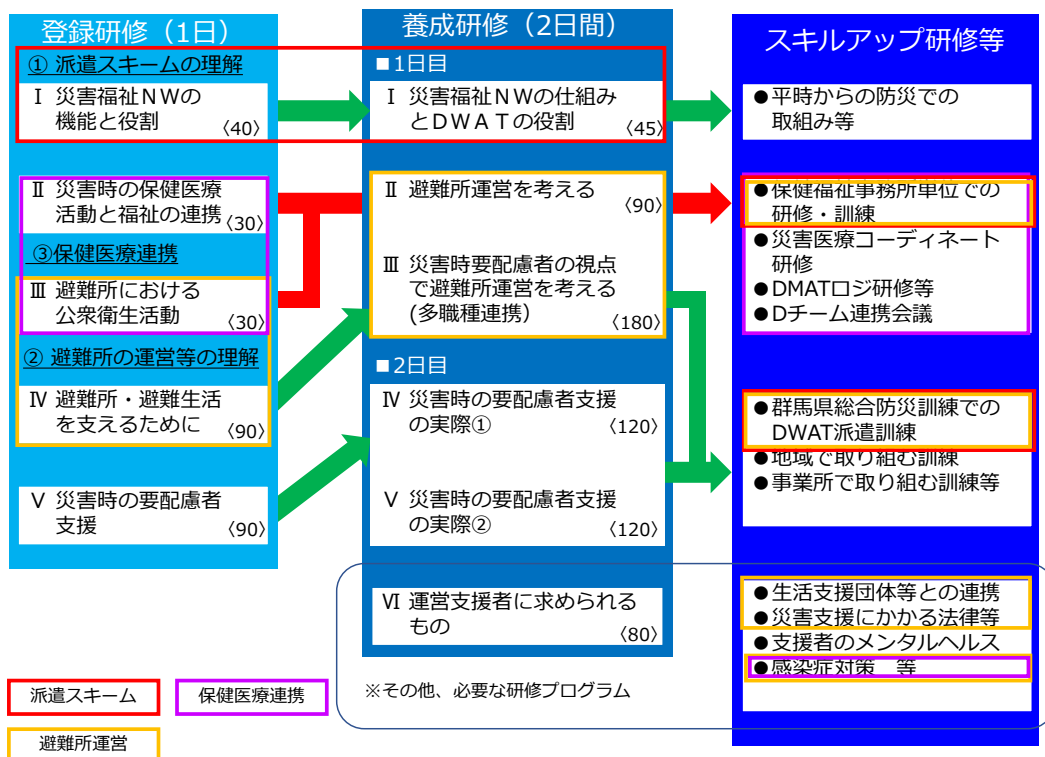 登録研修（1日）
① 派遣スキームの理解
Ⅰ 災害福祉ＮＷの
機能と役割 〈40〉
Ⅱ 災害時の保健医療
活動と福祉の連携 〈30〉
③保健医療連携
Ⅲ 避難所における
公衆衛生活動 〈30〉
② 避難所の運営等の理解
Ⅳ 避難所・避難生活
を支えるために 〈90〉
Ⅴ 災害時の要配慮者
支援 〈90〉
養成研修（2日間）
■1日目
Ⅰ 災害福祉ＮＷの仕組み
とＤＷＡＴの役割 〈45〉
Ⅱ 避難所運営を考える
〈90〉
Ⅲ 災害時要配慮者の視点
で避難所運営を考える
(多職種連携） 〈180〉
■2日目
Ⅳ 災害時の要配慮者支援
の実際① 〈120〉
Ⅴ 災害時の要配慮者支援
の実際② 〈120〉
Ⅵ 運営支援者に求められる
もの 〈80〉
※その他、必要な研修プログラム
スキルアップ研修等
●平時からの防災での
取組み等
●保健福祉事務所単位での
研修・訓練
●災害医療コーディネート
研修
●DMATロジ研修等
●Dチーム連携会議
●群馬県総合防災訓練での
DWAT派遣訓練
●地域で取り組む訓練
●事業所で取り組む訓練等
●生活支援団体等との連携
●災害支援にかかる法律等
●支援者のメンタルヘルス
●感染症対策　等
派遣スキーム
保健医療連携
避難所運営